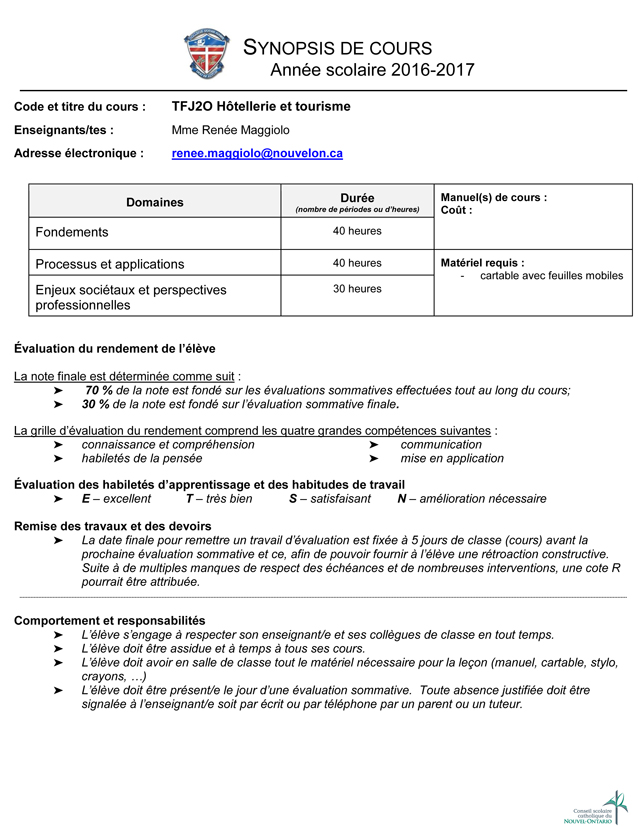 SYNOPSIS DE COURS
Année scolaire 2016-2017
Code et titre du cours : TFJ2O Hôtellerie et tourisme
Enseignants/tes : Mme Renée Maggiolo
Adresse électronique : renee.maggiolo@nouvelon.ca
Domaines
Durée
(nombre de périodes ou d'heures)
Manuel(s) de cours :
Coût :
Fondements
40 heures
Processus et applications
40 heures
Matériel requis :
- cartable avec feuilles mobiles
Enjeux sociétaux et perspectives
professionnelles
30 heures
Évaluation du rendement de l'élève
La note finale est déterminée comme suit :
➤ 70 % de la note est fondé sur les évaluations sommatives effectuées tout au long du cours;
➤ 30 % de la note est fondé sur l'évaluation sommative finale.
La grille d'évaluation du rendement comprend les quatre grandes compétences suivantes :
➤ connaissance et compréhension ➤ communication
➤ habiletés de la pensée ➤ mise en application
Évaluation des habiletés d'apprentissage et des habitudes de travail
➤ E – excellent T – très bien S – satisfaisant N – amélioration nécessaire
Remise des travaux et des devoirs
➤ La date finale pour remettre un travail d'évaluation est fixée à 5 jours de classe (cours) avant la
prochaine évaluation sommative et ce, afin de pouvoir fournir à l'élève une rétroaction constructive.
Suite à de multiples manques de respect des échéances et de nombreuses interventions, une cote R
pourrait être attribuée.
Comportement et responsabilités
➤ L'élève s'engage à respecter son enseignant/e et ses collègues de classe en tout temps.
➤ L'élève doit être assidue et à temps à tous ses cours.
➤ L'élève doit avoir en salle de classe tout le matériel nécessaire pour la leçon (manuel, cartable, stylo,
crayons, …)
➤ L'élève doit être présent/e le jour d'une évaluation sommative. Toute absence justifiée doit être
signalée à l'enseignant/e soit par écrit ou par téléphone par un parent ou un tuteur.
Conseil scolaire
catholique du
NOUVEL-ONTARIO